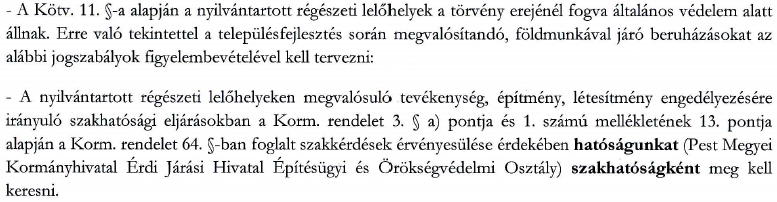 - A Kötv. 11. §-a alapján a nyilvántartott régészeti lelőhelyek a törvény erejénél fogva általános védelem alatt
állnak. Erre való tekintettel a településfejlesztés során megvalósítandó, földmunkával járó beruházásokat az
alábbi jogszabályok figyelembevételével kell tervezni:
- A nyilvántartott régészeti lelőhelyeken megvalósuló tevékenység, építmény, létesítmény engedélyezésére
irányuló szakhatósági eljárásokban a Korm. rendelet 3. § a) pontja és 1. számú mellékletének 13. pontja
alapján a Korm. rendelet 64. §-ban foglalt szakkérdések érvényesülése érdekében hatóságunkat (Pest Megyei
Kormányhivatal Érdi Járási Hivatal Építésügyi és Örökségvédelmi Osztály) szakhatóságként meg kell
keresni.